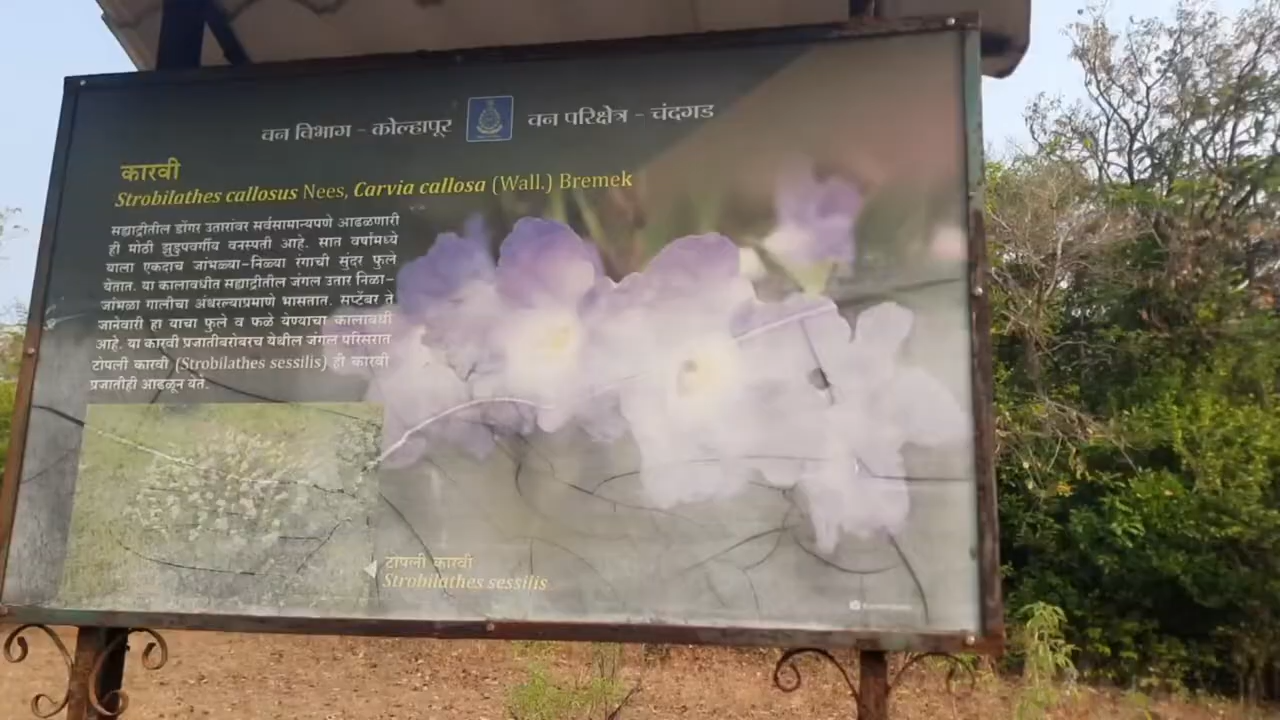 वन विभाग - कोल्हापूर वन परिक्षेत्र - चंदगड
कारवी
Strobilathes callosus Nees, Carvia callosa (Wall.) Bremek
सह्याद्रीतील डोंगर उतारांवर सर्वसामान्यपणे आढळणारी
ही मोठी झुडुपवर्गीय वनस्पती आहे. सात वर्षांमध्ये
याला एकदाच जांभळ्या-निळ्या रंगाची सुंदर फुले
येतात. या कालावधीत सह्याद्रीतील जंगल उतार निळा-
जांभळा गालीचा अंथरल्याप्रमाणे भासतात. सप्टेंबर ते
जानेवारी हा याचा फुले व फळे येण्याचा कालावधी
आहे. या कारवी प्रजातीबरोबरच येथील जंगल परिसरात
टोपली कारवी (Strobilathes sessilis) ही कारवी
प्रजातीही आढळून येते.
टोपली कारवी
Strobilathes sessilis